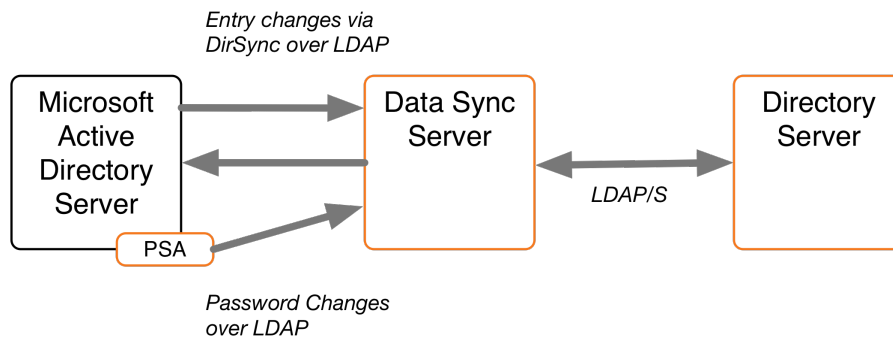 Entry changes via
DirSync over LDAP
Microsoft
Active
Directory
Server
Data Sync
Server
Directory
Server
LDAP/S
PSA
Password Changes
over LDAP